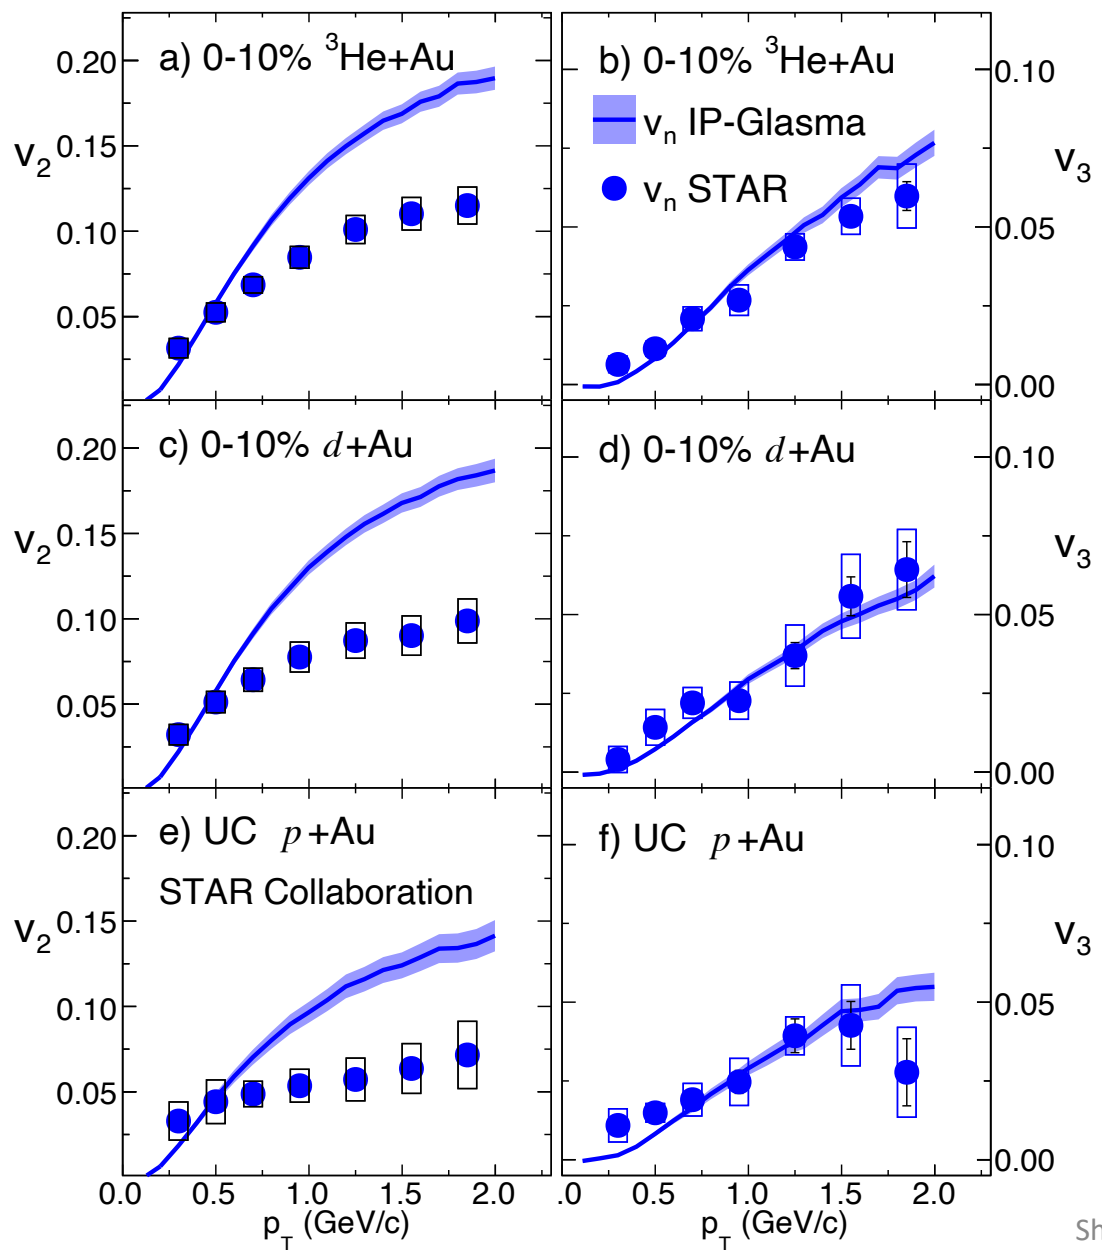 a) 0-10% ³He+Au
0.20
0.15
0.10
0.05
v₂
b) 0-10% ³He+Au
vₙ IP-Glasma
vₙ STAR
0.10
0.05
0.00
v₃
c) 0-10% d+Au
0.20
0.15
0.10
0.05
v₂
d) 0-10% d+Au
0.10
0.05
0.00
v₃
e) UC p+Au
STAR Collaboration
0.20
0.15
0.10
0.05
v₂
f) UC p+Au
0.10
0.05
0.00
v₃
0.0 0.5 1.0 1.5 2.0
p_T (GeV/c)
.0 0.5 1.0 1.5 2.0
p_T (GeV/c)
Sh